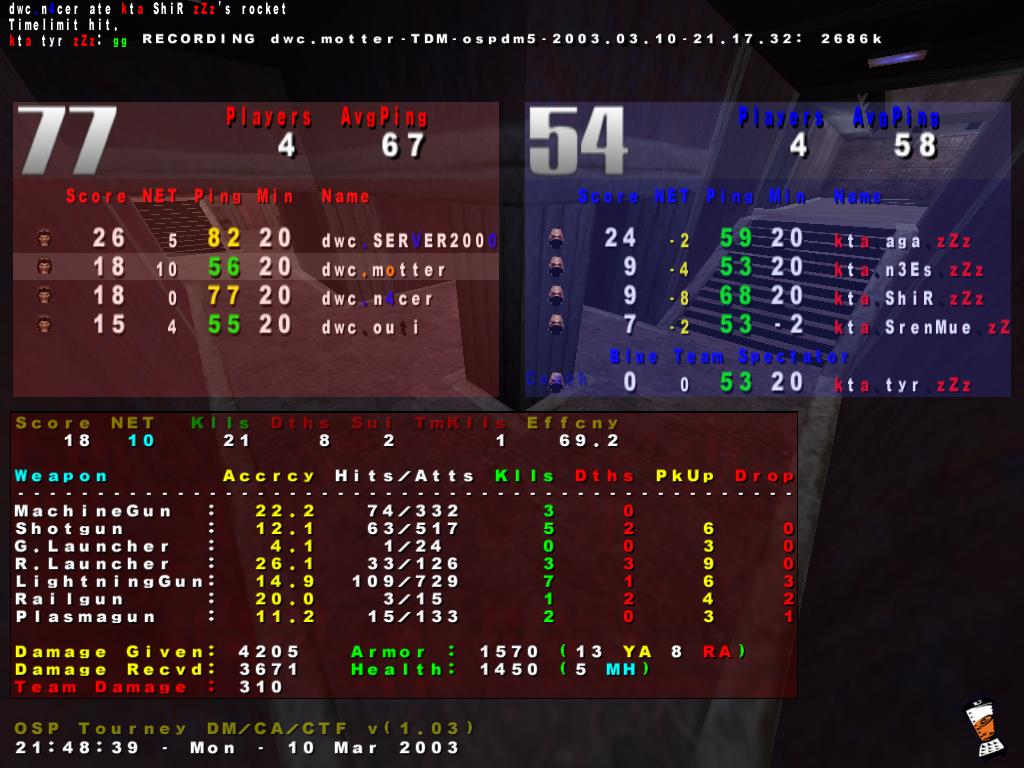 dwc.n4cer ate kta ShiR zZz's rocket
Timelimit hit.
kta tyr zZz: gg
RECORDING dwc.motter-TDM-ospdm5-2003.03.10-21.17.32: 2686k
77 Players AvgPing
4 67
Score NET Ping Min Name
26 5 82 20 dwc.SERVER2000
18 10 56 20 dwc.motter
18 0 77 20 dwc.n4cer
15 4 55 20
54 Players AvgPing
4 58
Score NET Ping Min Name
24 -2 59 20 kta aga zZz
9 -4 53 20 kta n3Es zZz
9 -8 68 20 kta ShiR zZz
7 -2 53 -2 kta SrenMue zZ
Blue Team Spectator
Coach 0 0 53 20 kta tyr zZz
Score NET Klls Dths Sui TmKlls Effcny
18 10 21 8 2 1 69.2
Weapon Accrcy Hits/Atts Klls Dths PkUp Drop
MachineGun : 22.2 74/332 3 0
Shotgun : 12.1 63/517 5 2 6 0
G.Launcher : 4.1 1/24 0 0 3 0
R.Launcher : 26.1 33/126 3 3 9 0
LightningGun: 14.9 109/729 7 1 6 3
Railgun : 20.0 3/15 1 2 4 2
Plasmagun : 11.2 15/133 2 0 3 1
Damage Given: 4205 Armor : 1570 (13 YA 8 RA)
Damage Recvd: 3671 Health: 1450 (5 MH)
Team Damage : 310
OSP Tourney DM/CA/CTF v(1.03)
21:48:39 - Mon - 10 Mar 2003